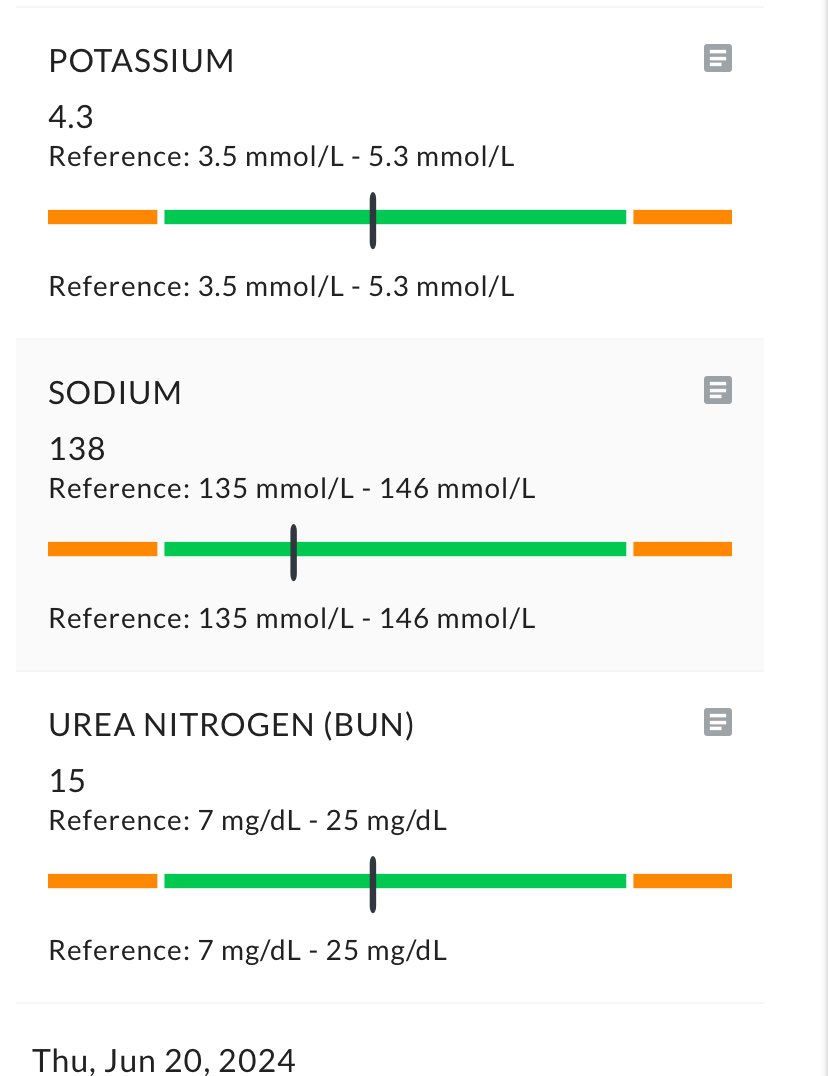 POTASSIUM
4.3
Reference: 3.5 mmol/L - 5.3 mmol/L
Reference: 3.5 mmol/L - 5.3 mmol/L
SODIUM
138
Reference: 135 mmol/L - 146 mmol/L
Reference: 135 mmol/L - 146 mmol/L
UREA NITROGEN (BUN)
15
Reference: 7 mg/dL - 25 mg/dL
Reference: 7 mg/dL - 25 mg/dL
Thu, Jun 20, 2024